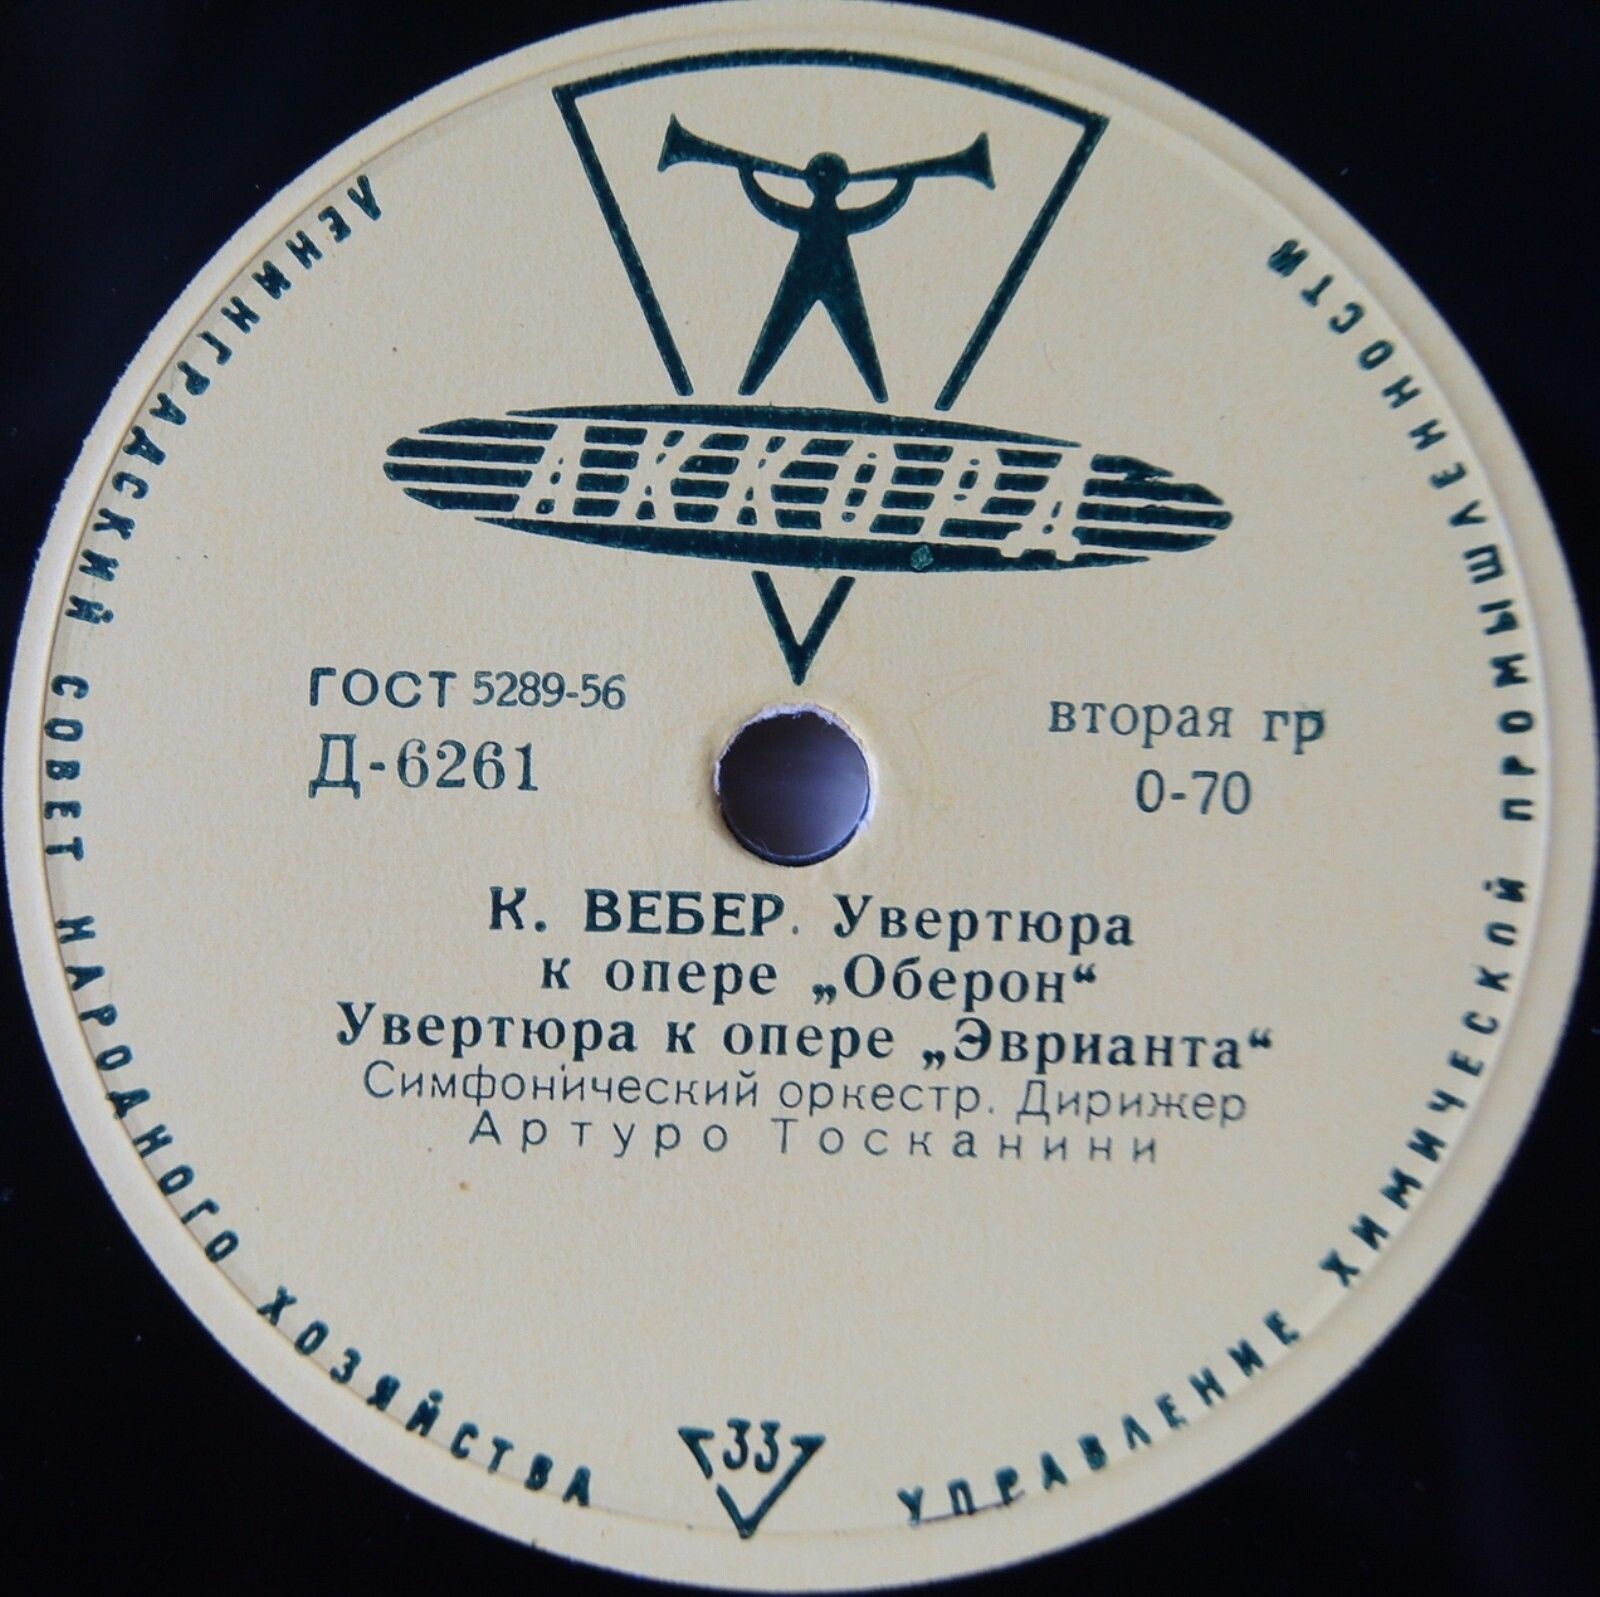 АККОРД
ГОСТ 5289-56
Д-6261
вторая гр
0-70
К. ВЕБЕР. Увертюра
к опере „Оберон“
Увертюра к опере „Эврианта“
Симфонический оркестр. Дирижер
Артуро Тосканини
33
ЛЕНИНГРАДСКИЙ СОВЕТ НАРОДНОГО ХОЗЯЙСТВА
УПРАВЛЕНИЕ ХИМИЧЕСКОЙ ПРОМЫШЛЕННОСТИ